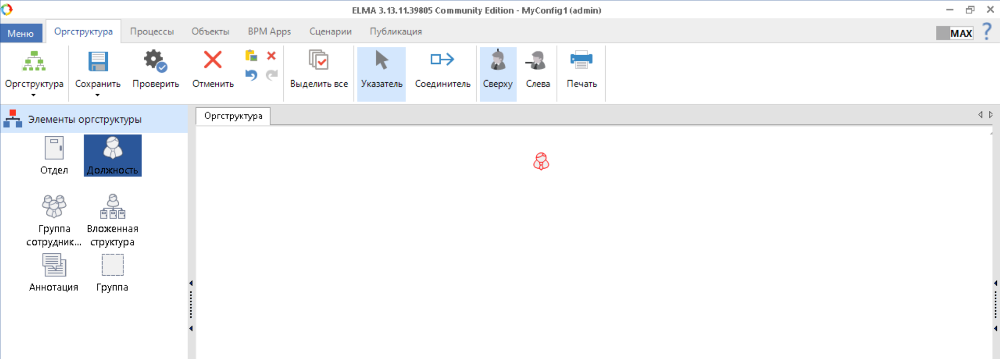 ELMA 3.13.11.39805 Community Edition - MyConfig1 (admin)
Меню Оргструктура Процессы Объекты BPM Apps Сценарии Публикация MAX ?
Оргструктура Сохранить Проверить Отменить Выделить все Указатель Соединитель Сверху Слева Печать
Элементы оргструктуры
Оргструктура
Отдел Должность
Группа сотрудник... Вложенная структура
Аннотация Группа